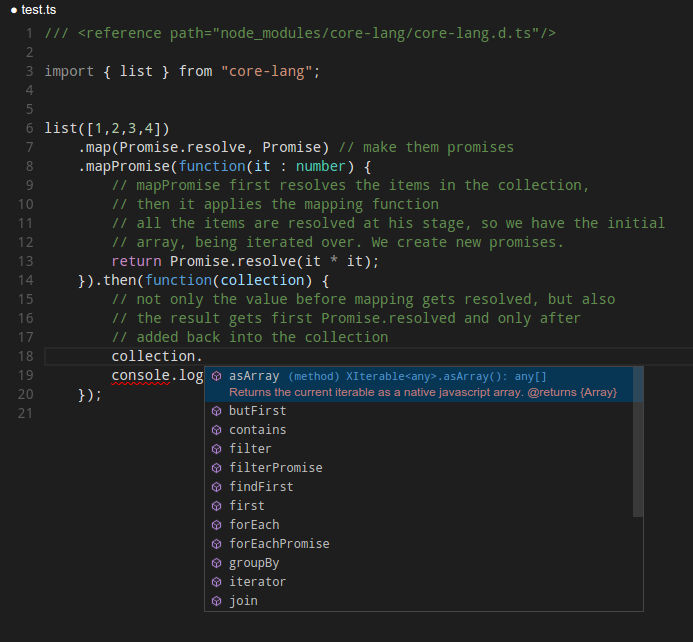 ● test.ts
1 /// <reference path="node_modules/core-lang/core-lang.d.ts"/>
2
3 import { list } from "core-lang";
4
5
6 list([1,2,3,4])
7 .map(Promise.resolve, Promise) // make them promises
8 .mapPromise(function(it : number) {
9 // mapPromise first resolves the items in the collection,
10 // then it applies the mapping function
11 // all the items are resolved at his stage, so we have the initial
12 // array, being iterated over. We create new promises.
13 return Promise.resolve(it * it);
14 }).then(function(collection) {
15 // not only the value before mapping gets resolved, but also
16 // the result gets first Promise.resolved and only after
17 // added back into the collection
18 collection.
19 console.log
20 });
21
asArray (method) XIterable<any>.asArray(): any[]
Returns the current iterable as a native javascript array. @returns {Array}
butFirst
contains
filter
filterPromise
findFirst
first
forEach
forEachPromise
groupBy
iterator
join